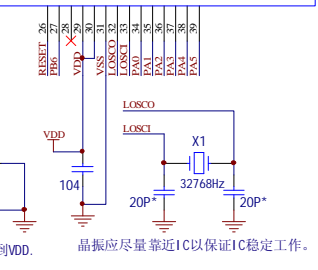 26
27
28
29
30
31
32
33
34
35
36
37
38
39
RESET
PB6
VDD
VSS
LOSCO
LOSCI
PA0
PA1
PA2
PA3
PA4
PA5
LOSCO
LOSCI
VDD
X1
104
32768Hz
20P*
20P*
到VDD.
晶振应尽量靠近IC以保证IC稳定工作。